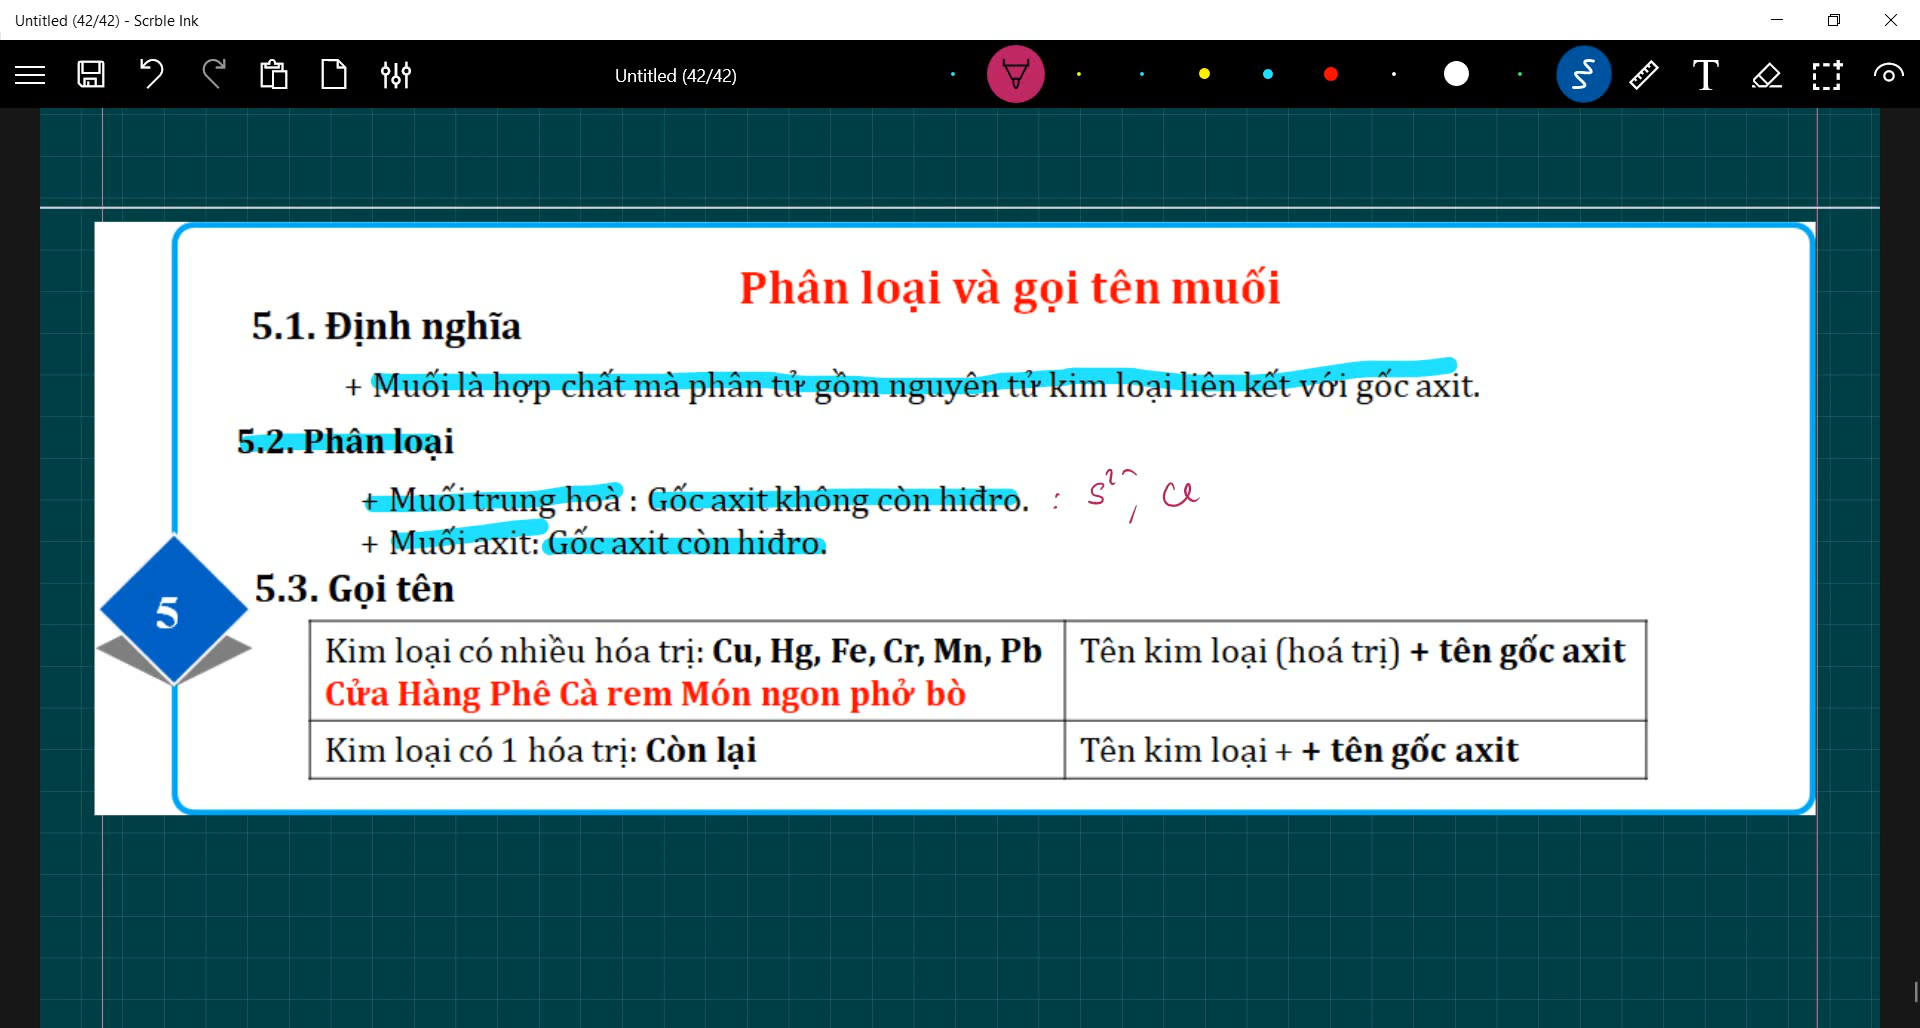 Untitled (42/42) - Scrble Ink
Untitled (42/42)
T
Phân loại và gọi tên muối
5.1. Định nghĩa
+ Muối là hợp chất mà phân tử gồm nguyên tử kim loại liên kết với gốc axit.
5.2. Phân loại
+ Muối trung hoà : Gốc axit không còn hiđro. : S²⁻, Cl
+ Muối axit: Gốc axit còn hiđro.
5
5.3. Gọi tên
Kim loại có nhiều hóa trị: Cu, Hg, Fe, Cr, Mn, Pb
Cửa Hàng Phê Cà rem Món ngon phở bò
Tên kim loại (hoá trị) + tên gốc axit
Kim loại có 1 hóa trị: Còn lại
Tên kim loại + + tên gốc axit